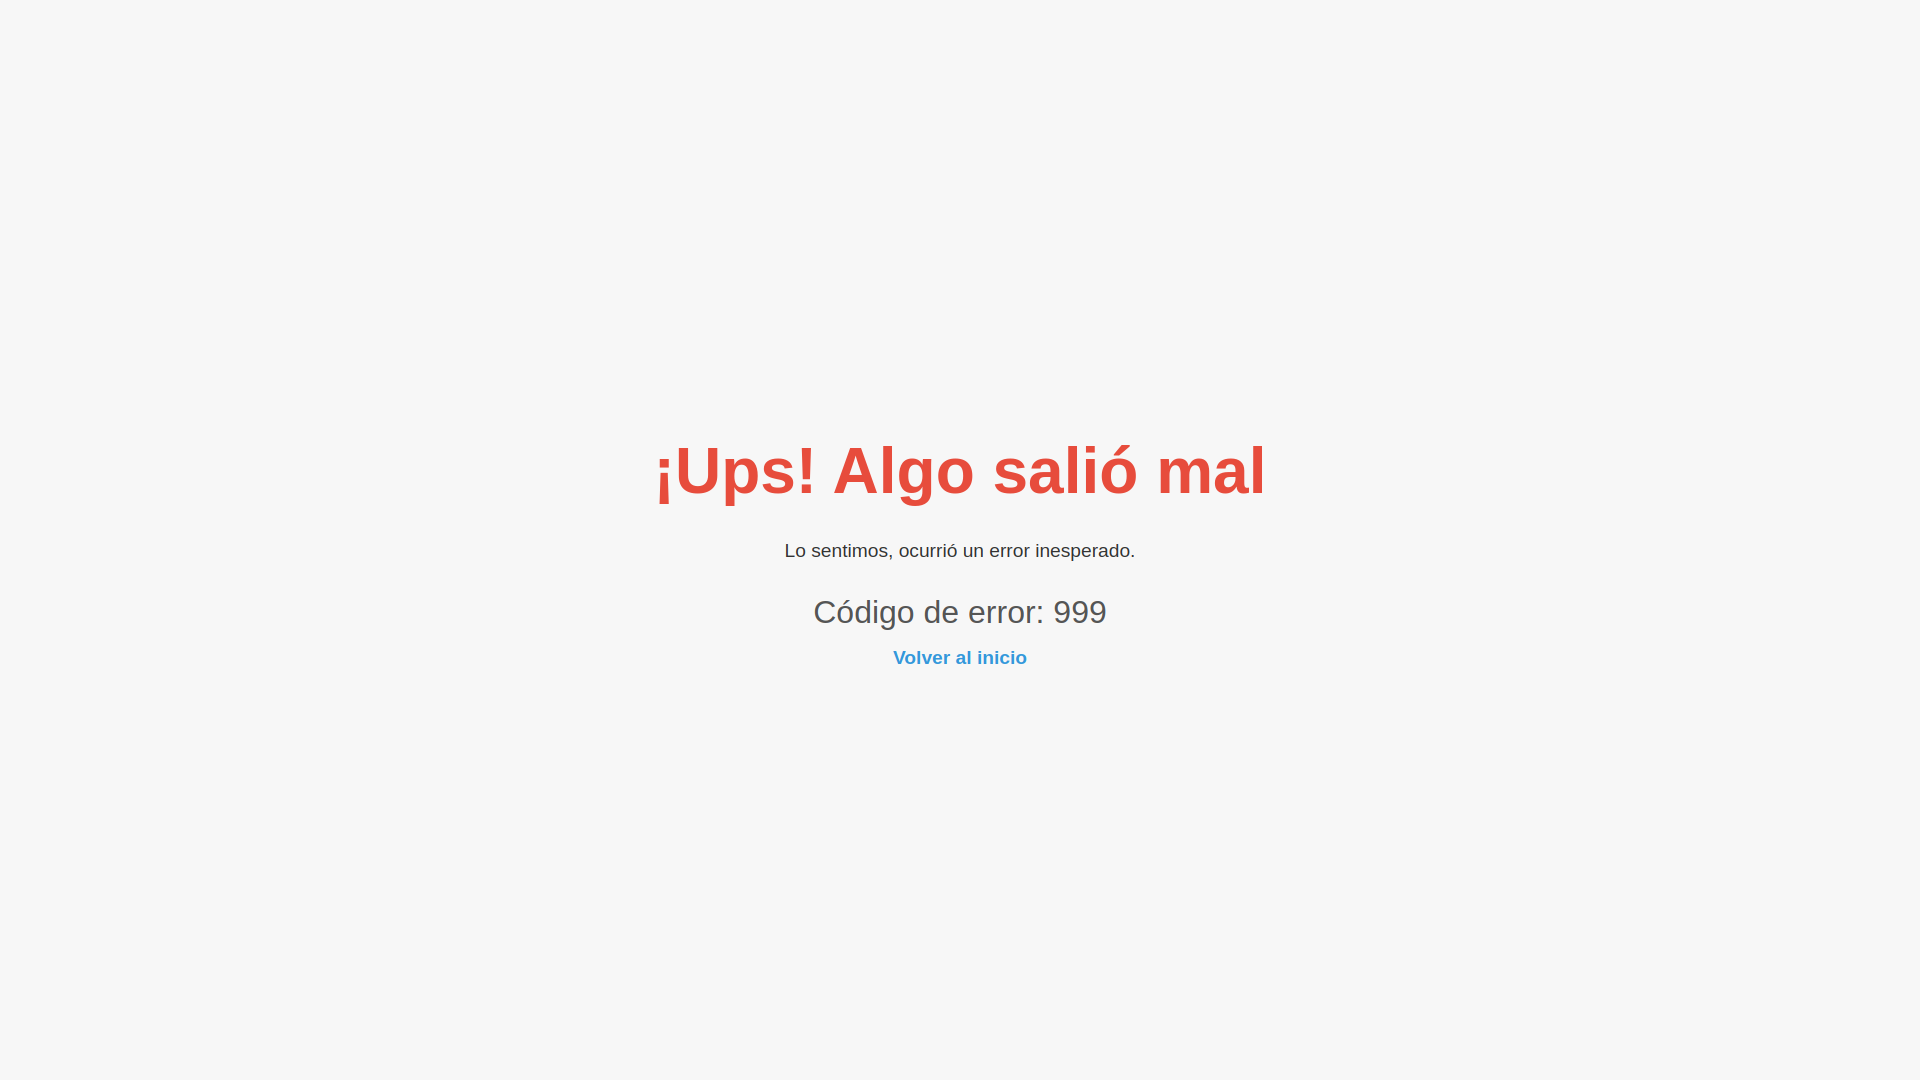 ¡Ups! Algo salió mal
Lo sentimos, ocurrió un error inesperado.
Código de error: 999
Volver al inicio